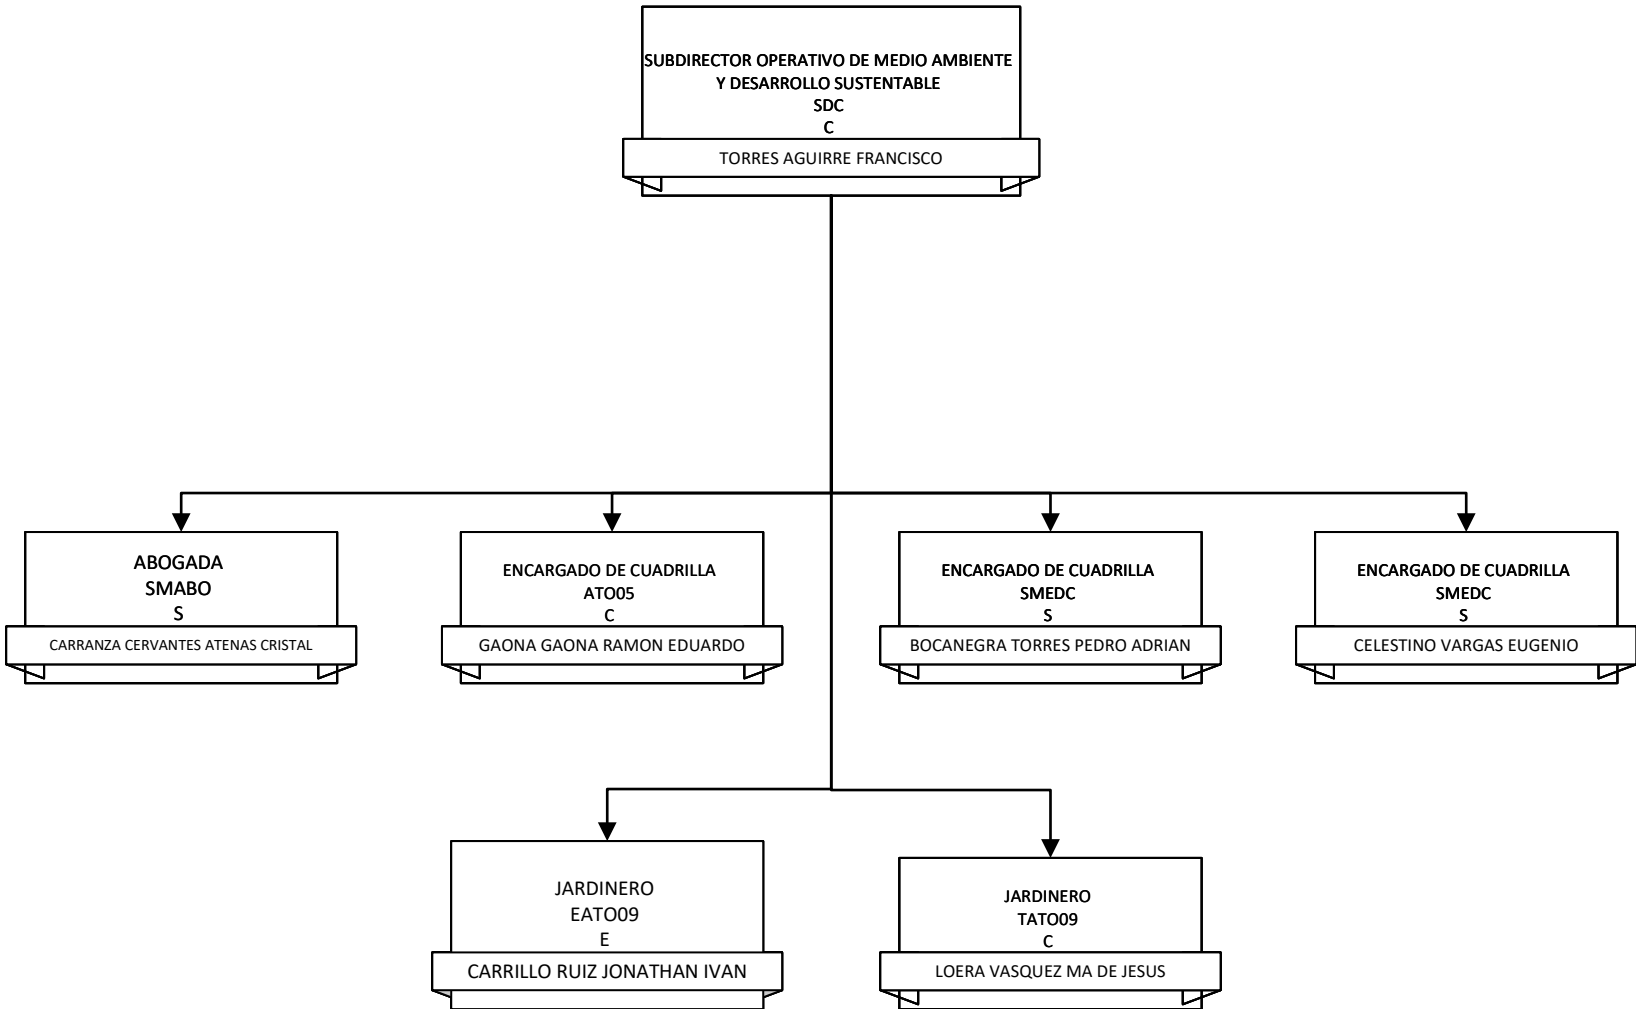 SUBDIRECTOR OPERATIVO DE MEDIO AMBIENTE
Y DESARROLLO SUSTENTABLE
SDC
C
TORRES AGUIRRE FRANCISCO
ABOGADA
SMABO
S
CARRANZA CERVANTES ATENAS CRISTAL
ENCARGADO DE CUADRILLA
ATO05
C
GAONA GAONA RAMON EDUARDO
ENCARGADO DE CUADRILLA
SMEDC
S
BOCANEGRA TORRES PEDRO ADRIAN
ENCARGADO DE CUADRILLA
SMEDC
S
CELESTINO VARGAS EUGENIO
JARDINERO
EATO09
E
CARRILLO RUIZ JONATHAN IVAN
JARDINERO
TATO09
C
LOERA VASQUEZ MA DE JESUS